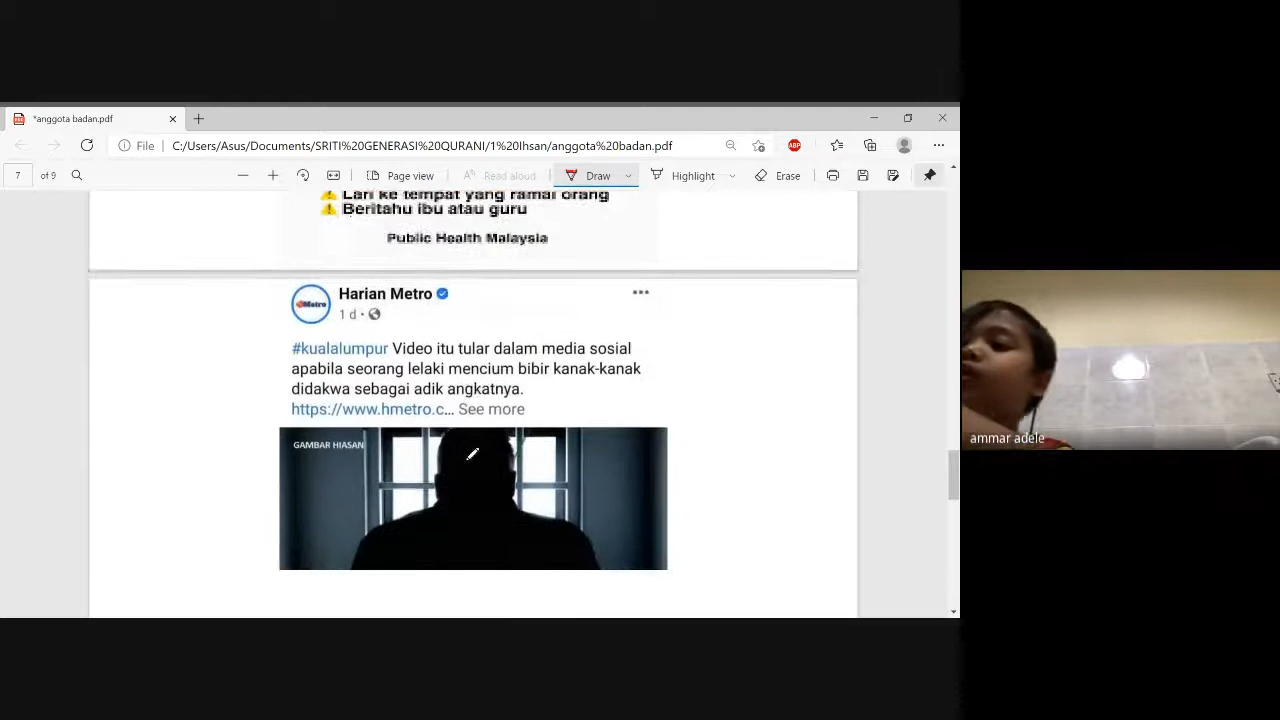 *anggota badan.pdf
File
C:/Users/Asus/Documents/SRITI%20GENERASI%20QURANI/1%20Ihsan/anggota%20badan.pdf
ABP
7 of 9
Page view
Read aloud
Draw
Highlight
Erase
Lari ke tempat yang ramai orang
Beritahu ibu atau guru
Public Health Malaysia
Metro
Harian Metro
1 d
#kualalumpur Video itu tular dalam media sosial
apabila seorang lelaki mencium bibir kanak-kanak
didakwa sebagai adik angkatnya.
https://www.hmetro.c... See more
GAMBAR HIASAN
ammar adele